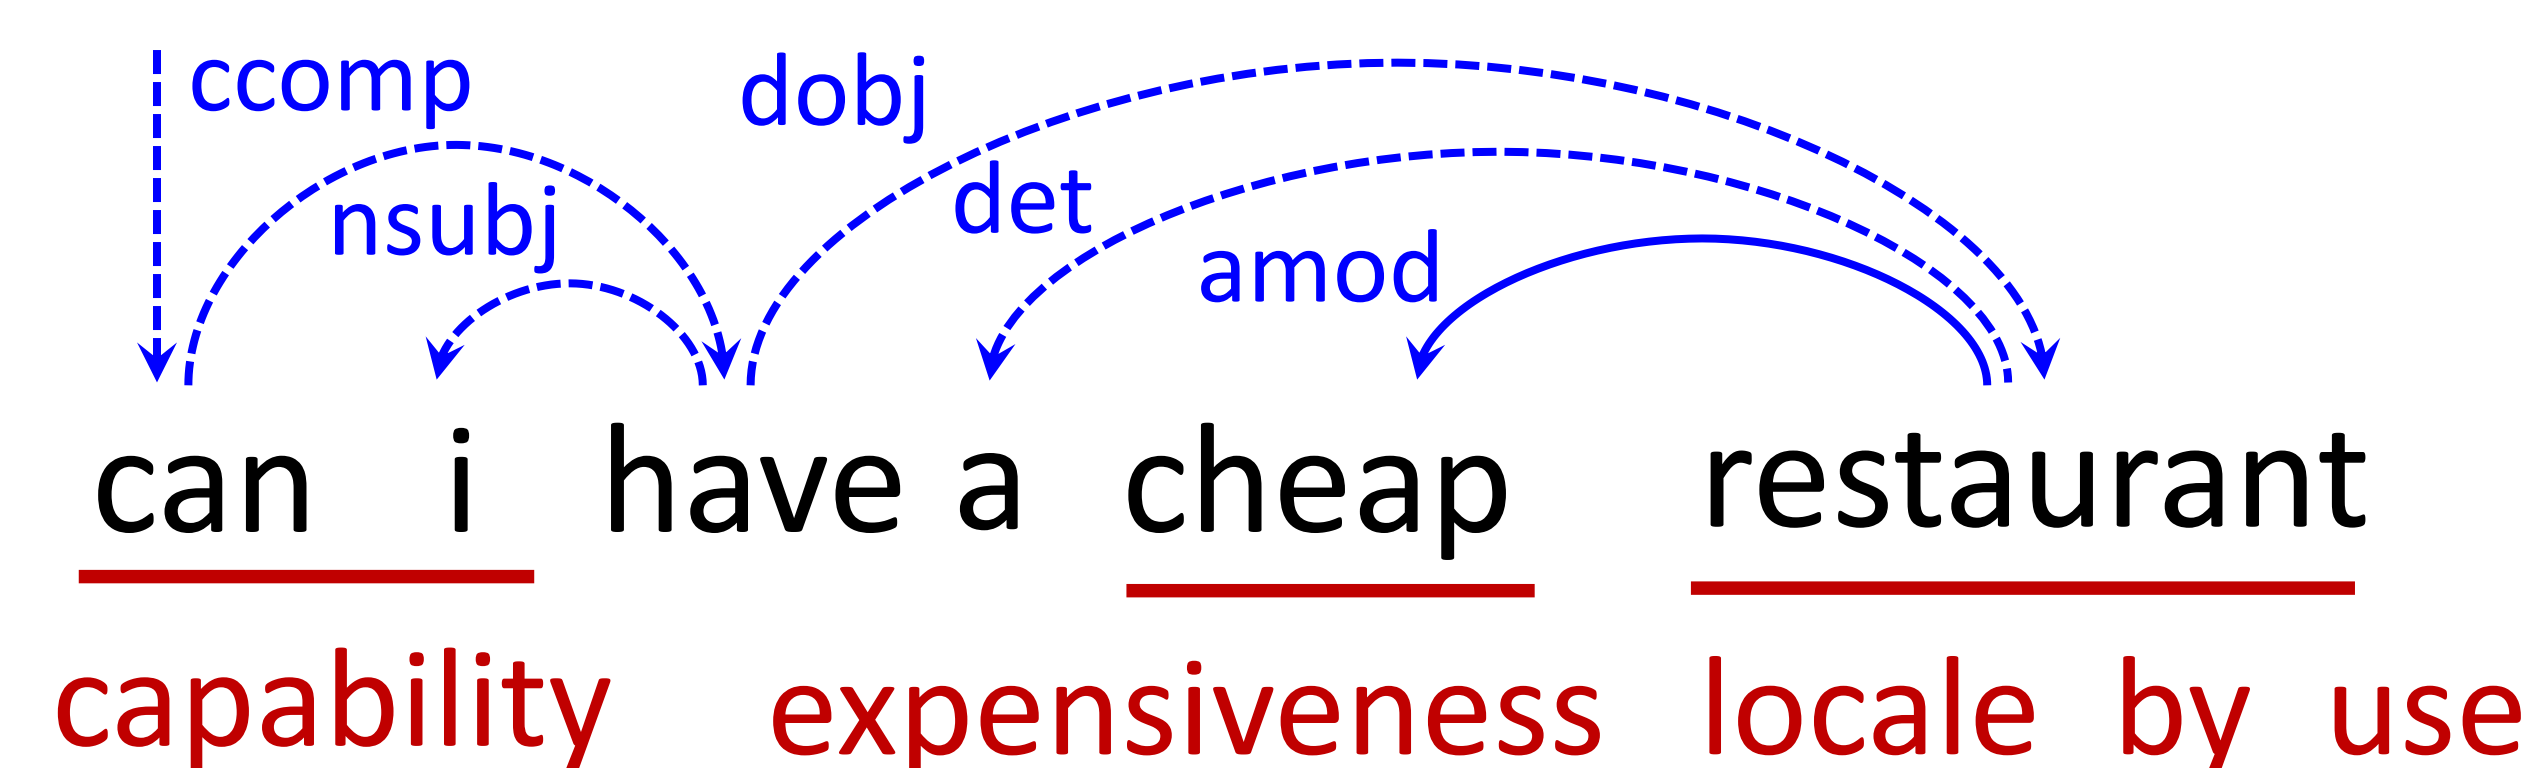 ccomp
dobj
nsubj
det
amod
can i have a cheap restaurant
capability expensiveness locale by use